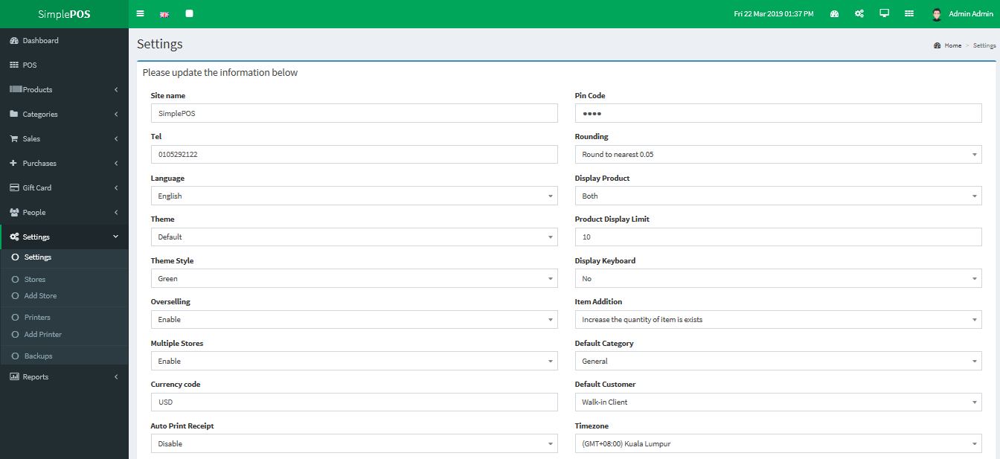 SimplePOS
Fri 22 Mar 2019 01:37 PM
Admin Admin
Dashboard
POS
Products
Categories
Sales
Purchases
Gift Card
People
Settings
Settings
Stores
Add Store
Printers
Add Printer
Backups
Reports
Settings
Home > Settings
Please update the information below
Site name
SimplePOS
Tel
0105292122
Language
English
Theme
Default
Theme Style
Green
Overselling
Enable
Multiple Stores
Enable
Currency code
USD
Auto Print Receipt
Disable
Pin Code
●●●●
Rounding
Round to nearest 0.05
Display Product
Both
Product Display Limit
10
Display Keyboard
No
Item Addition
Increase the quantity of item is exists
Default Category
General
Default Customer
Walk-in Client
Timezone
(GMT+08:00) Kuala Lumpur